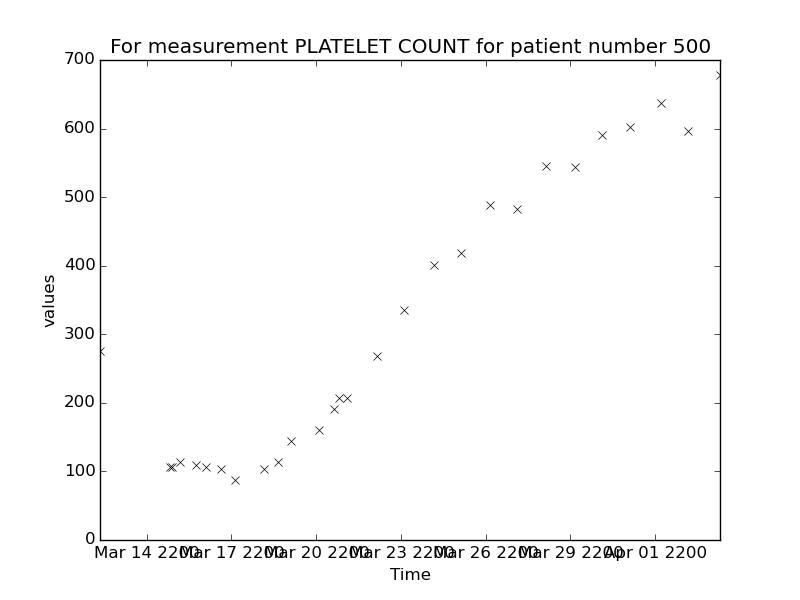 For measurement PLATELET COUNT for patient number 500
700
600
500
400
300
200
100
0
values
Mar 14 2200 Mar 17 2200 Mar 20 2200 Mar 23 2200 Mar 26 2200 Mar 29 2200 Apr 01 2200
Time